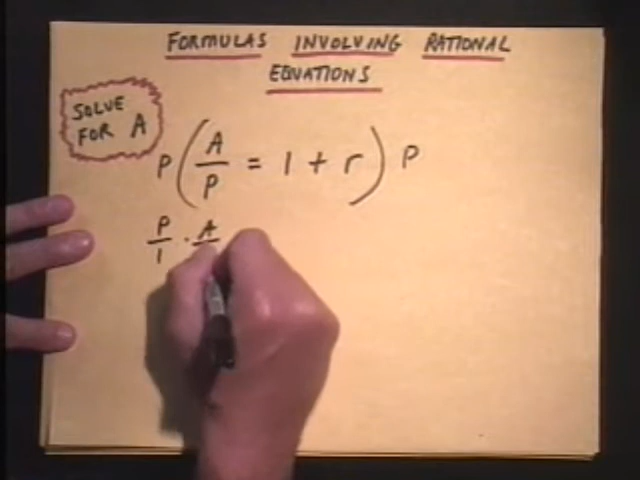 FORMULAS INVOLVING RATIONAL
EQUATIONS
SOLVE
FOR A
P ( A/P = 1 + r ) P
P/1 · A/